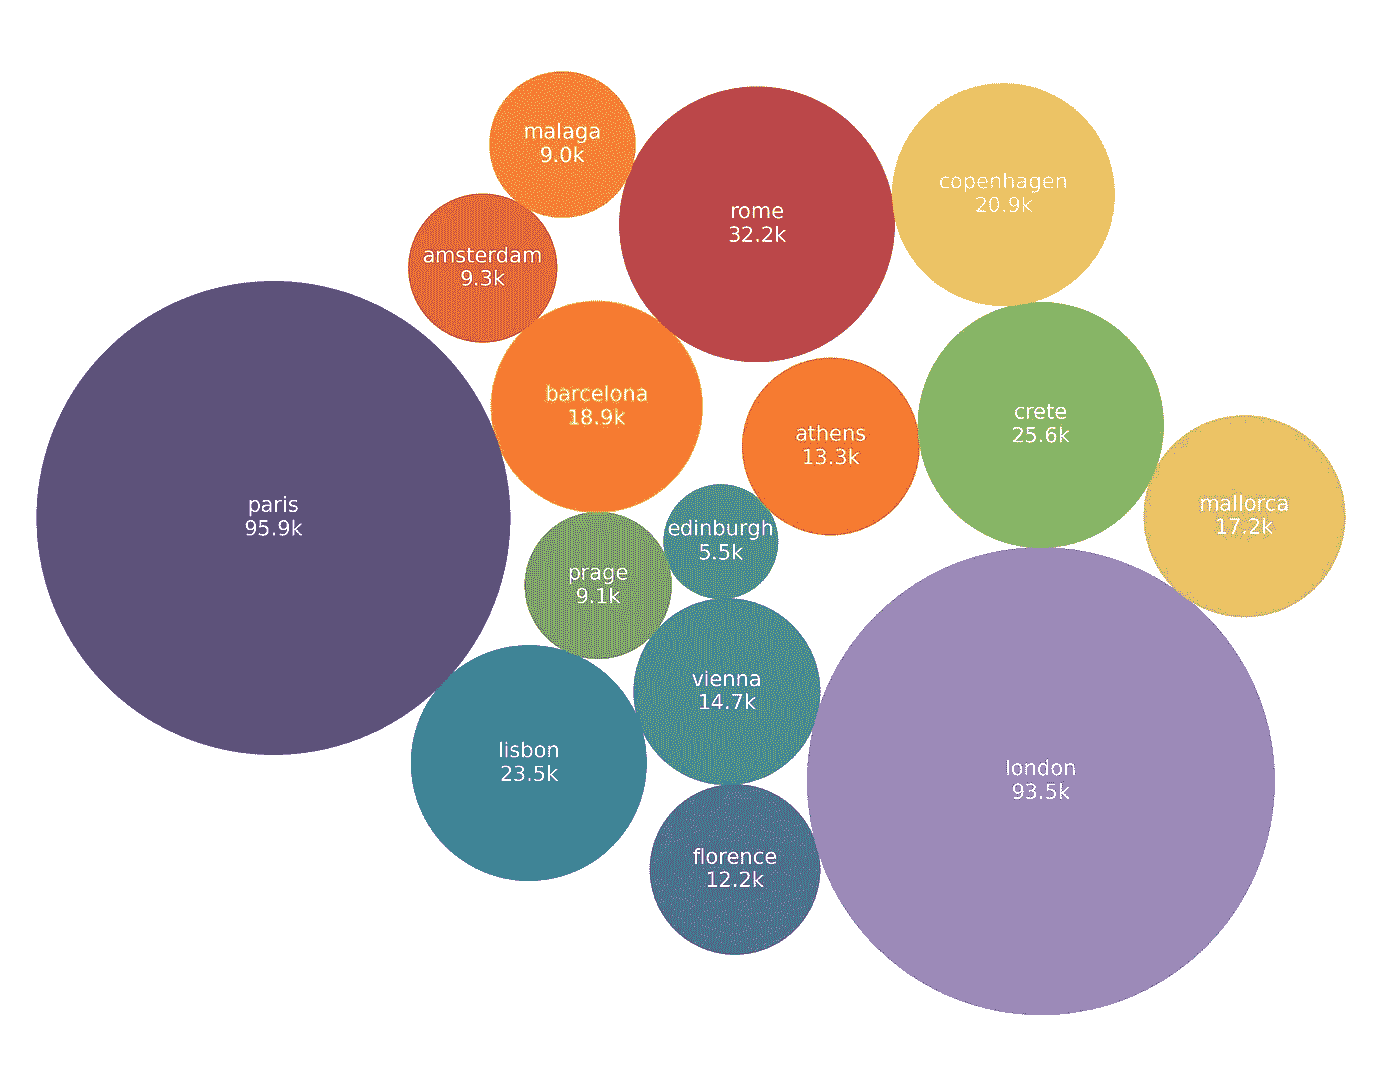 malaga
9.0k
copenhagen
20.9k
rome
32.2k
amsterdam
9.3k
barcelona
18.9k
crete
25.6k
athens
13.3k
paris
95.9k
mallorca
17.2k
edinburgh
5.5k
prage
9.1k
vienna
14.7k
lisbon
23.5k
london
93.5k
florence
12.2k